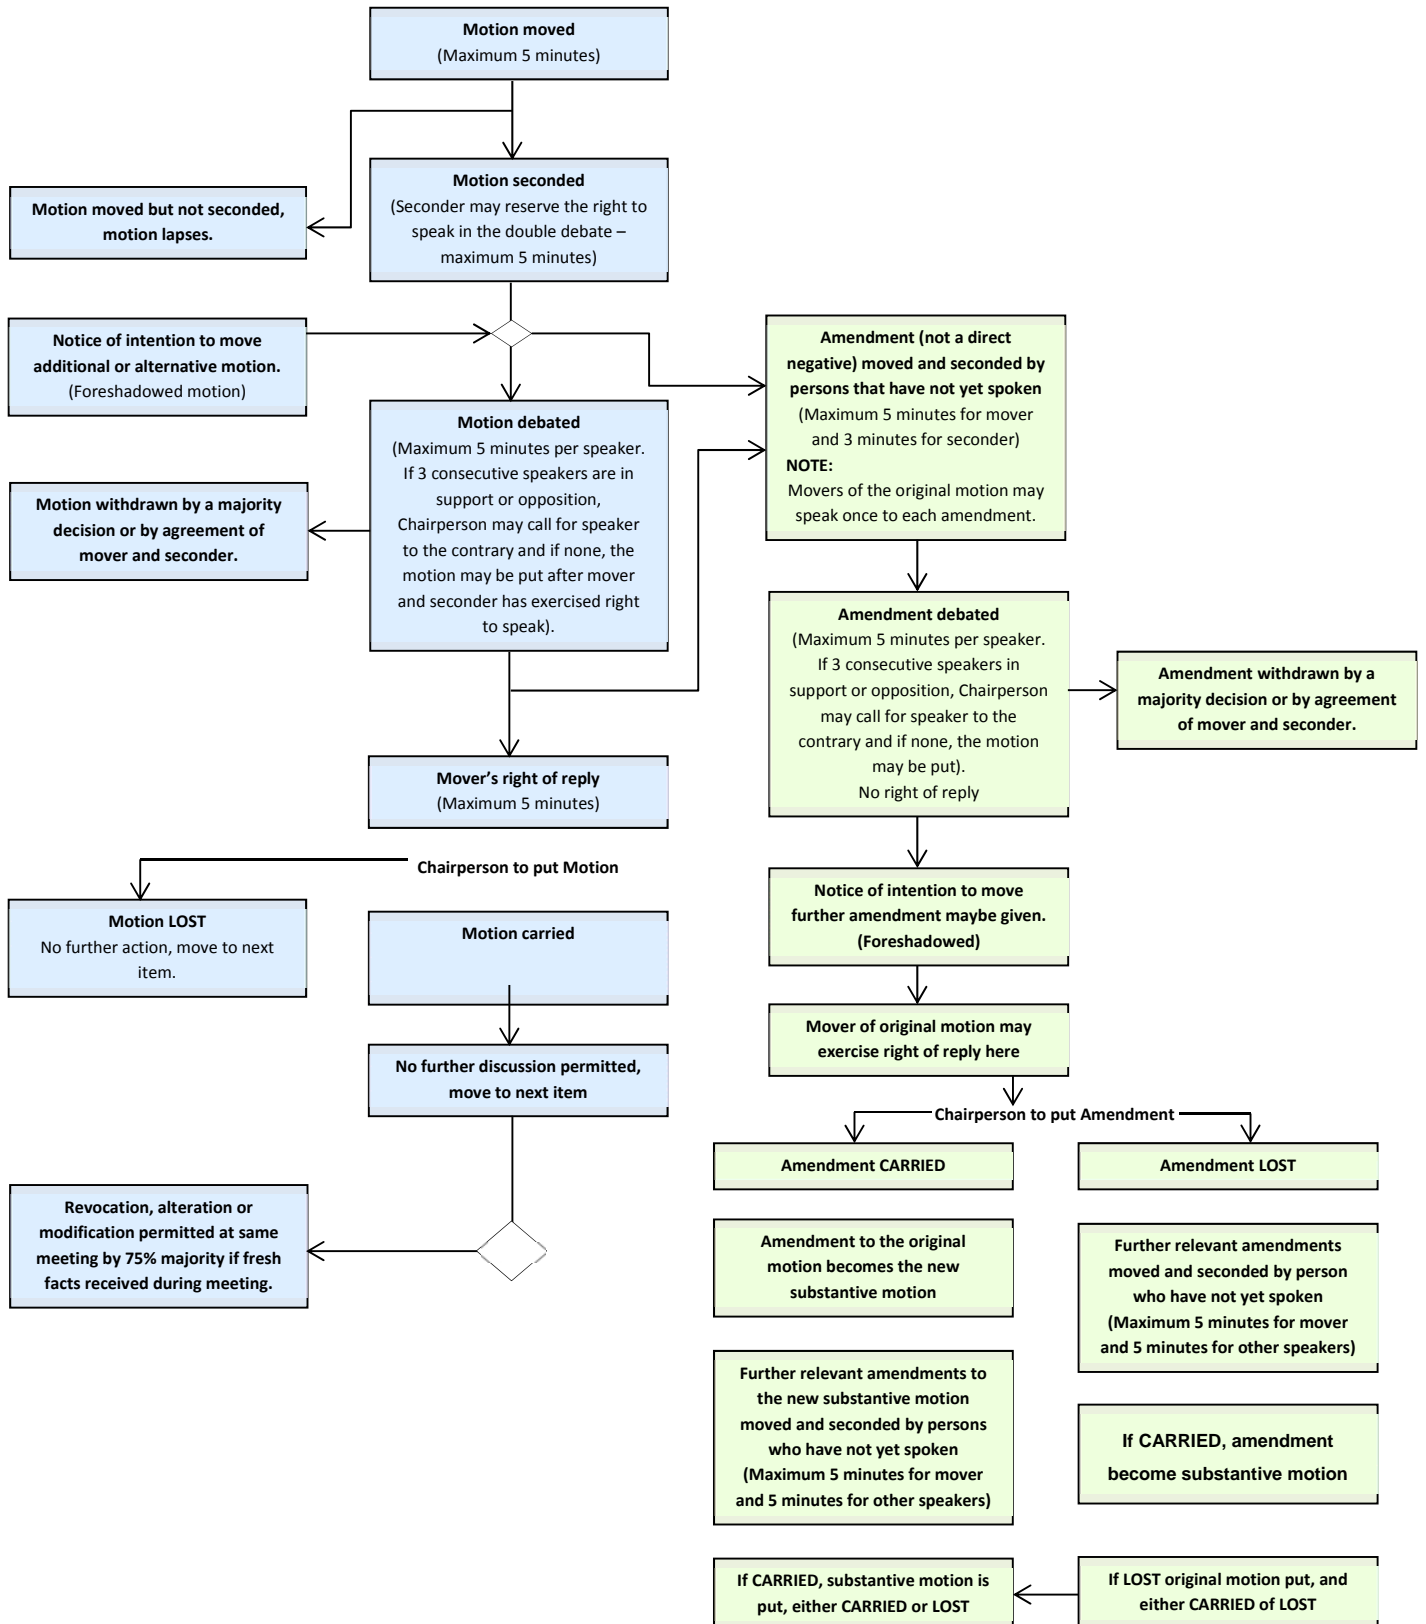 Motion moved
(Maximum 5 minutes)
Motion seconded
(Seconder may reserve the right to
speak in the double debate –
maximum 5 minutes)
Motion moved but not seconded,
motion lapses.
Notice of intention to move
additional or alternative motion.
(Foreshadowed motion)
Motion debated
(Maximum 5 minutes per speaker.
If 3 consecutive speakers are in
support or opposition,
Chairperson may call for speaker
to the contrary and if none, the
motion may be put after mover
and seconder has exercised right
to speak).
Motion withdrawn by a majority
decision or by agreement of
mover and seconder.
Mover’s right of reply
(Maximum 5 minutes)
Chairperson to put Motion
Motion LOST
No further action, move to next
item.
Motion carried
No further discussion permitted,
move to next item
Revocation, alteration or
modification permitted at same
meeting by 75% majority if fresh
facts received during meeting.
Amendment (not a direct
negative) moved and seconded by
persons that have not yet spoken
(Maximum 5 minutes for mover
and 3 minutes for seconder)
NOTE:
Movers of the original motion may
speak once to each amendment.
Amendment debated
(Maximum 5 minutes per speaker.
If 3 consecutive speakers in
support or opposition, Chairperson
may call for speaker to the
contrary and if none, the motion
may be put).
No right of reply
Amendment withdrawn by a
majority decision or by agreement
of mover and seconder.
Notice of intention to move
further amendment maybe given.
(Foreshadowed)
Mover of original motion may
exercise right of reply here
Chairperson to put Amendment
Amendment CARRIED
Amendment to the original
motion becomes the new
substantive motion
Further relevant amendments to
the new substantive motion
moved and seconded by persons
who have not yet spoken
(Maximum 5 minutes for mover
and 5 minutes for other speakers)
If CARRIED, substantive motion is
put, either CARRIED or LOST
Amendment LOST
Further relevant amendments
moved and seconded by person
who have not yet spoken
(Maximum 5 minutes for mover
and 5 minutes for other speakers)
If CARRIED, amendment
become substantive motion
If LOST original motion put, and
either CARRIED of LOST